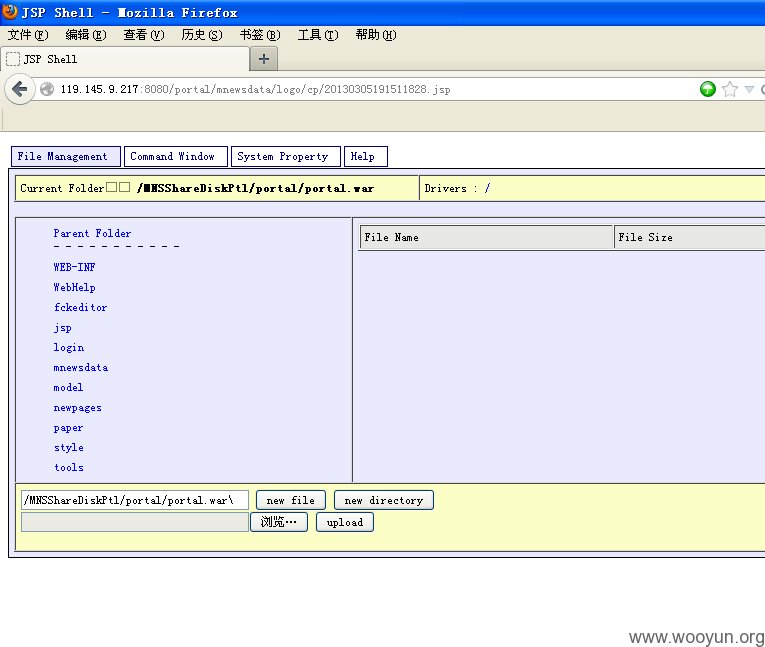 JSP Shell - Mozilla Firefox
文件(F) 编辑(E) 查看(V) 历史(S) 书签(B) 工具(T) 帮助(H)
JSP Shell
119.145.9.217:8080/portal/mnewsdata/logo/cp/20130305191511828.jsp
File Management Command Window System Property Help
Current Folder□□ /MNSShareDiskPtl/portal/portal.war Drivers : /
Parent Folder
- - - - - - - - - - -
File Name File Size
WEB-INF
WebHelp
fckeditor
jsp
login
mnewsdata
model
newpages
paper
style
tools
/MNSShareDiskPtl/portal/portal.war\ new file new directory
浏览… upload
www.wooyun.org